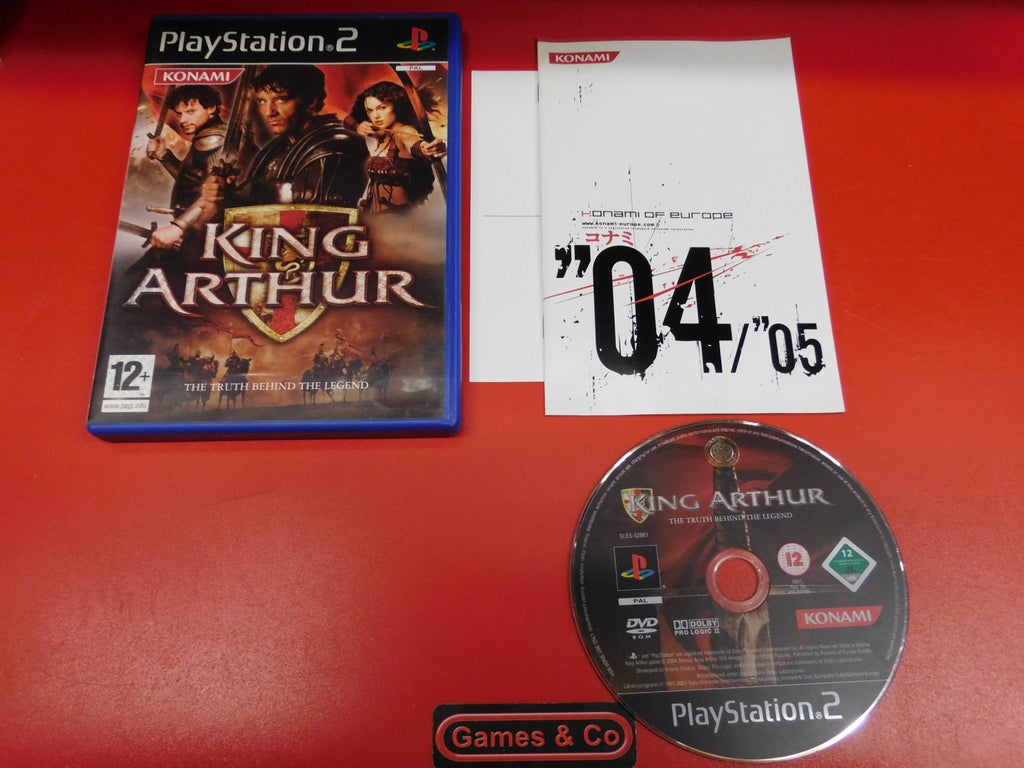 PlayStation®2
PAL
KONAMI
KING
ARTHUR
THE TRUTH BEHIND THE LEGEND
12+
www.pegi.info
KONAMI
KONAMI OF EUROPE
www.konami-europe.com
コナミ
"04/"05
KING ARTHUR
THE TRUTH BEHIND THE LEGEND
SLES-52861
12
12
PAL
DVD
ROM
DOLBY
PRO LOGIC II
KONAMI
PlayStation®2
Games & Co